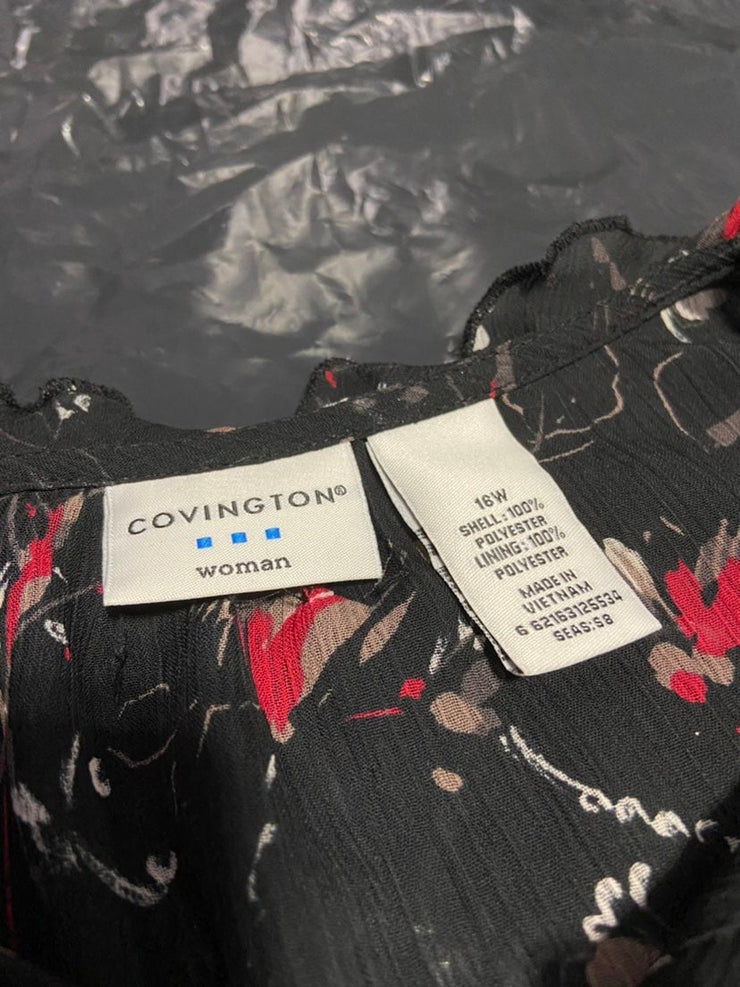 COVINGTON®
woman
16W
SHELL:100%
POLYESTER
LINING:100%
POLYESTER
MADE IN
VIETNAM
6 62163125534
SEAS:S8